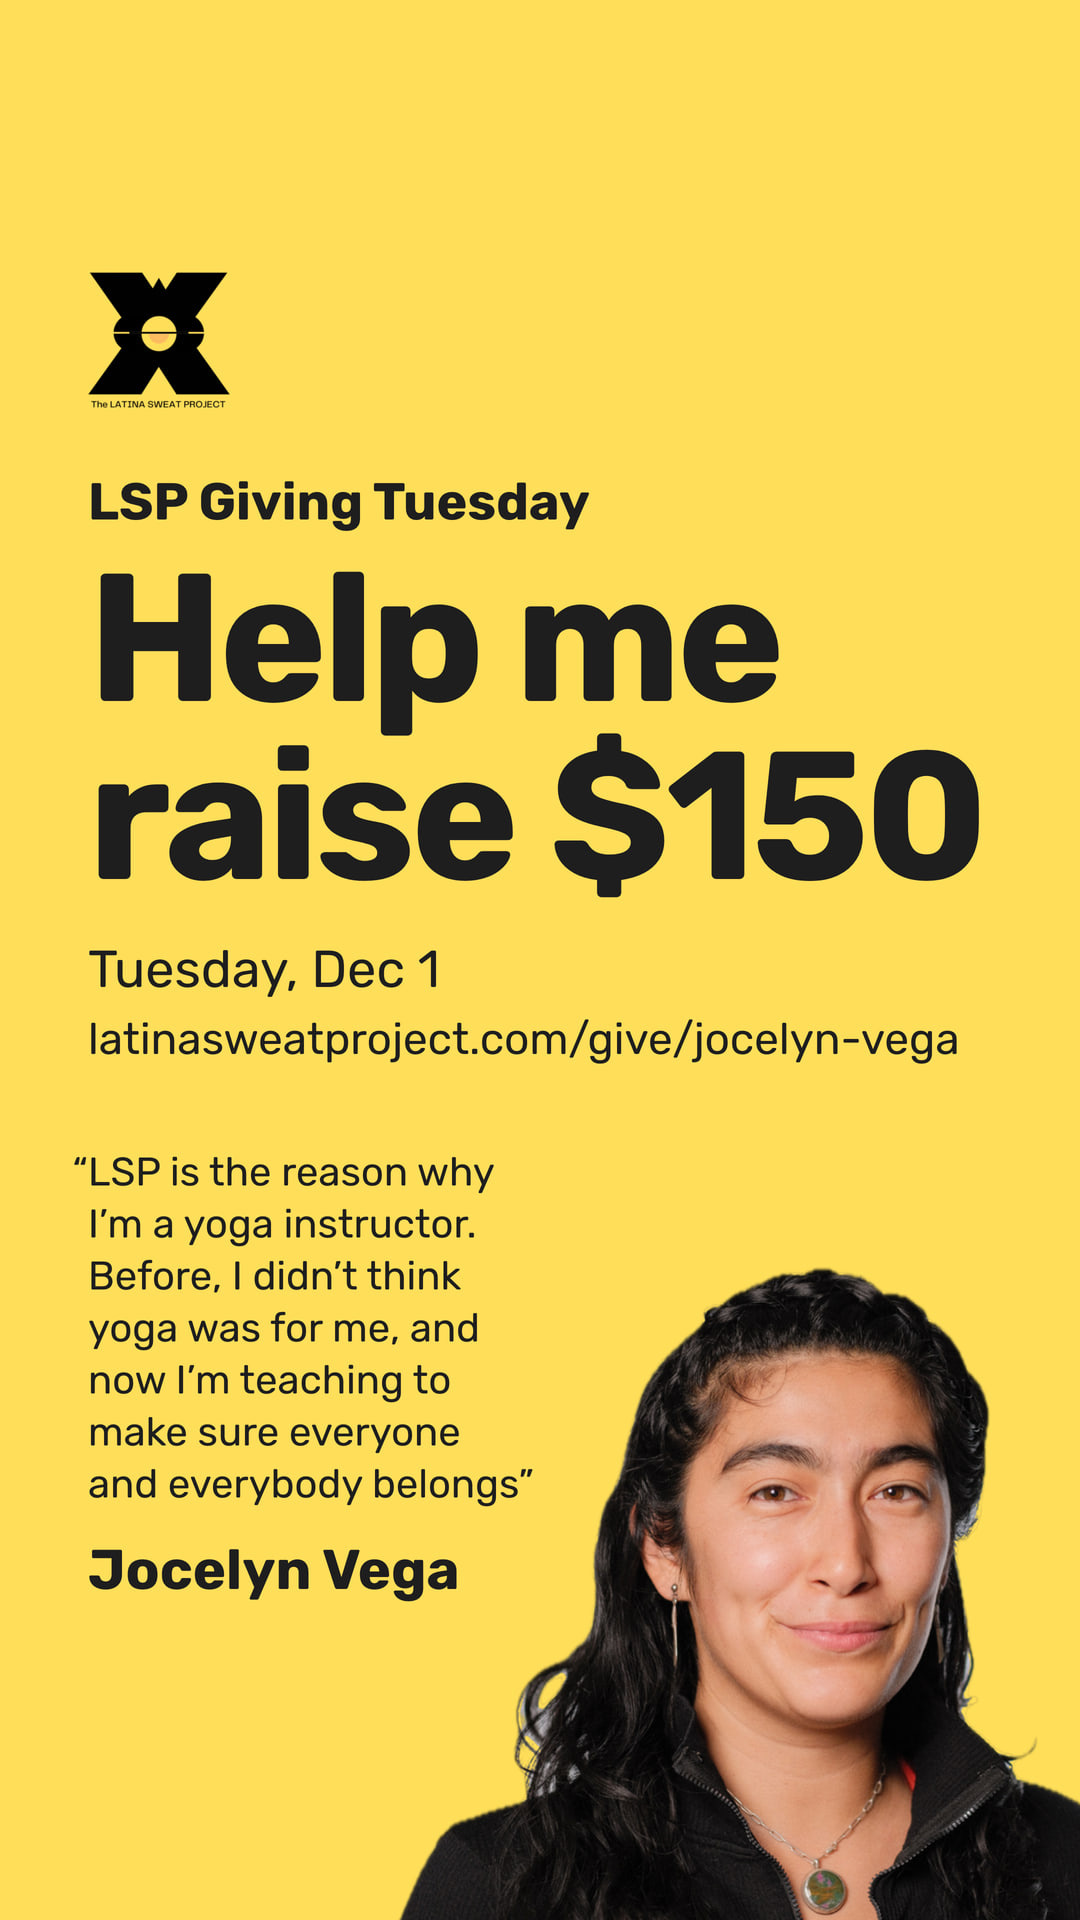 The LATINA SWEAT PROJECT
LSP Giving Tuesday
Help me
raise $150
Tuesday, Dec 1
latinasweatproject.com/give/jocelyn-vega
“LSP is the reason why
I’m a yoga instructor.
Before, I didn’t think
yoga was for me, and
now I’m teaching to
make sure everyone
and everybody belongs”
Jocelyn Vega